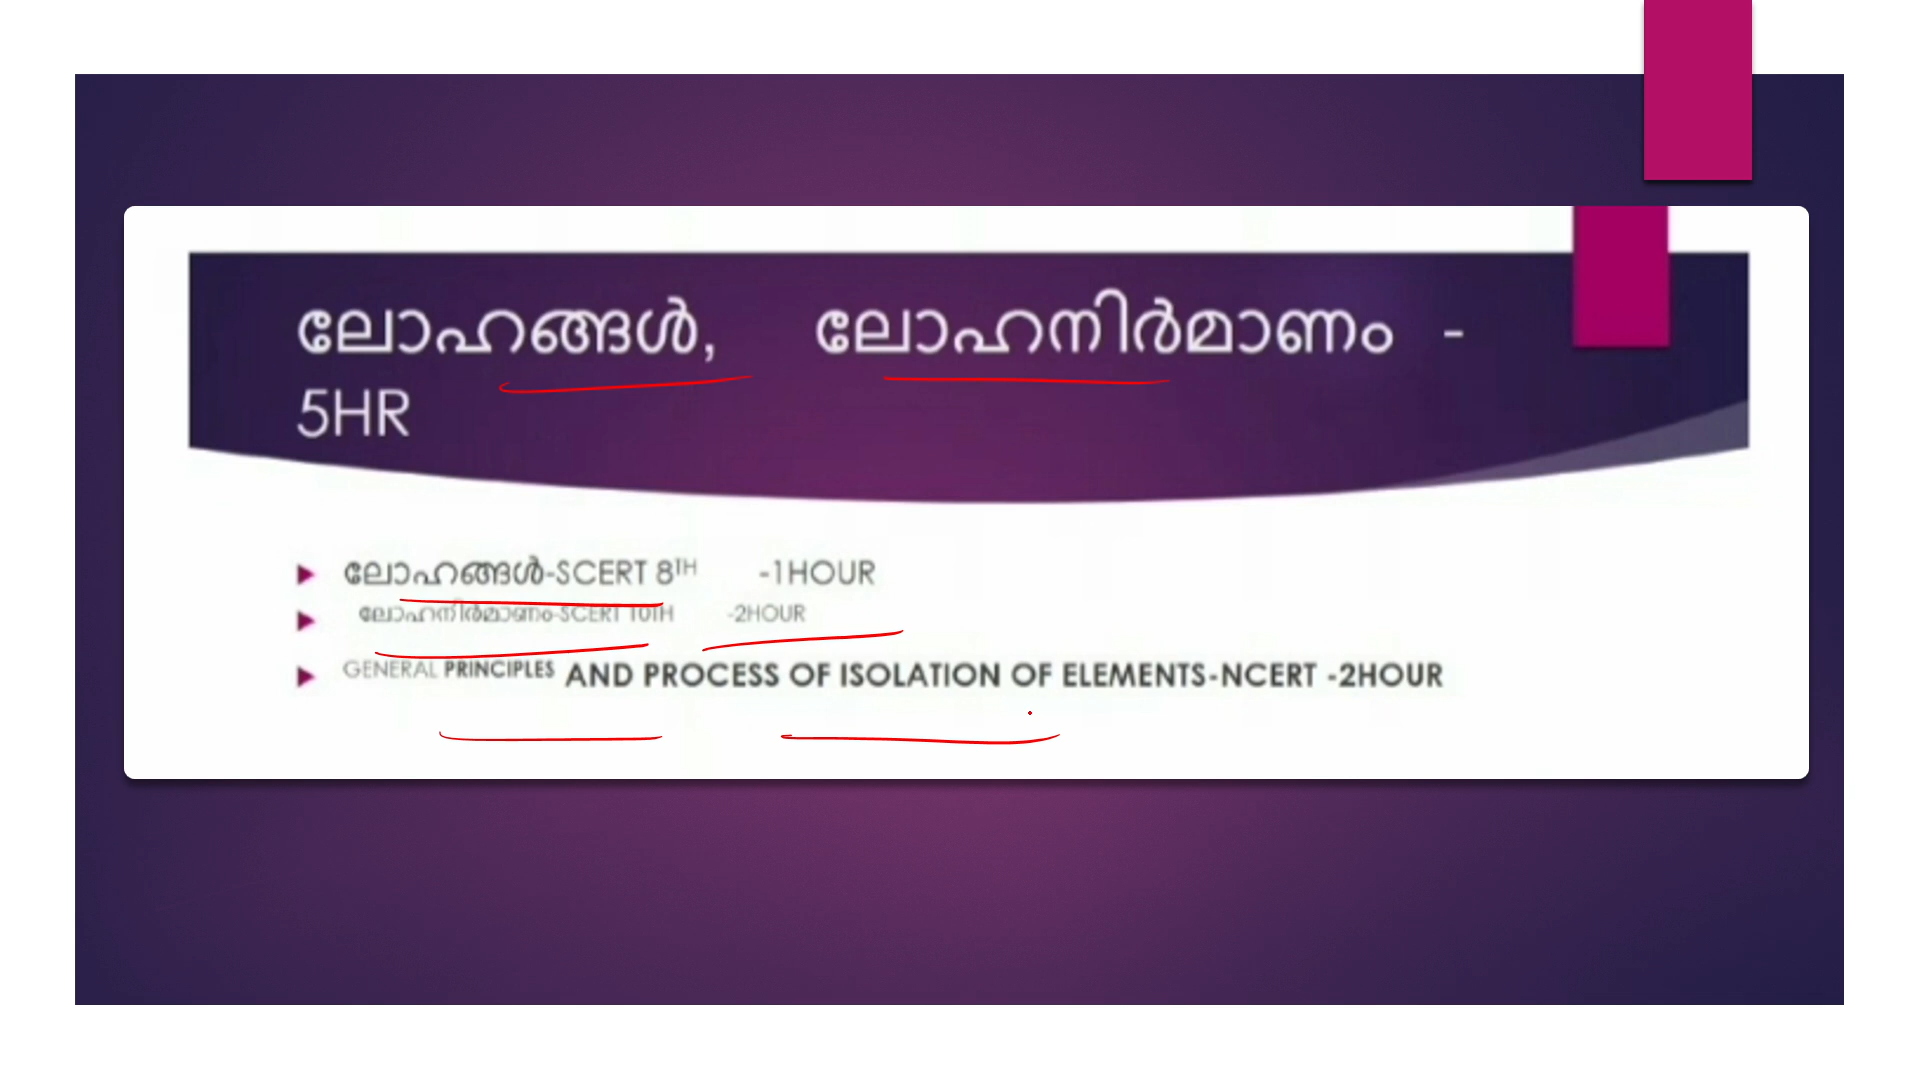 ലോഹങ്ങൾ, ലോഹനിർമാണം -
5HR
ലോഹങ്ങൾ-SCERT 8TH -1HOUR
ലോഹനിർമാണം-SCERT 10TH -2HOUR
GENERAL PRINCIPLES AND PROCESS OF ISOLATION OF ELEMENTS-NCERT -2HOUR